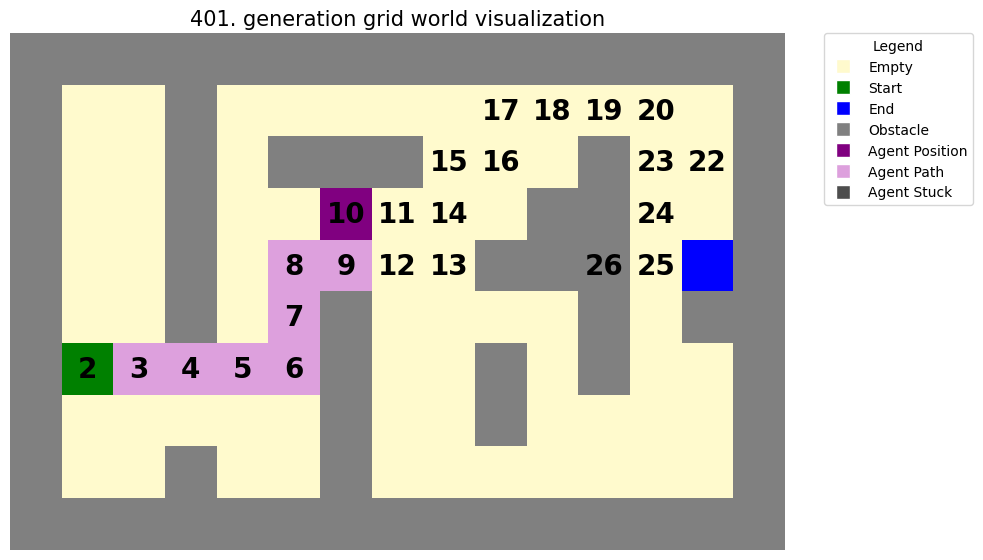 401. generation grid world visualization
Legend
Empty
Start
End
Obstacle
Agent Position
Agent Path
Agent Stuck
17 18 19 20
15 16 23 22
10 11 14 24
8 9 12 13 26 25
7
2 3 4 5 6